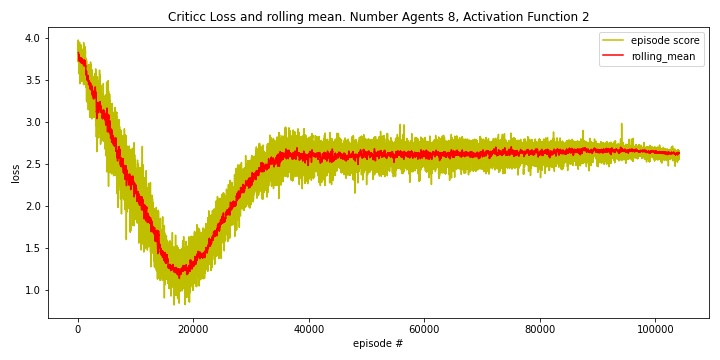 Criticc Loss and rolling mean. Number Agents 8, Activation Function 2
episode score
rolling_mean
loss
4.0
3.5
3.0
2.5
2.0
1.5
1.0
0
20000
40000
60000
80000
100000
episode #